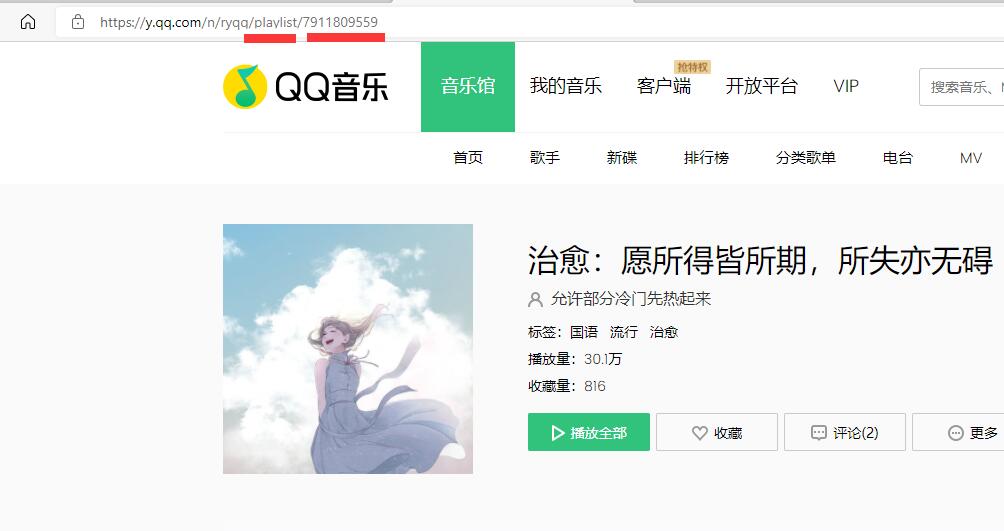 https://y.qq.com/n/ryqq/playlist/7911809559
抢特权
QQ音乐 音乐馆 我的音乐 客户端 开放平台 VIP 搜索音乐、
首页 歌手 新碟 排行榜 分类歌单 电台 MV
治愈：愿所得皆所期，所失亦无碍
允许部分冷门先热起来
标签：国语 流行 治愈
播放量：30.1万
收藏量：816
播放全部 收藏 评论(2) 更多